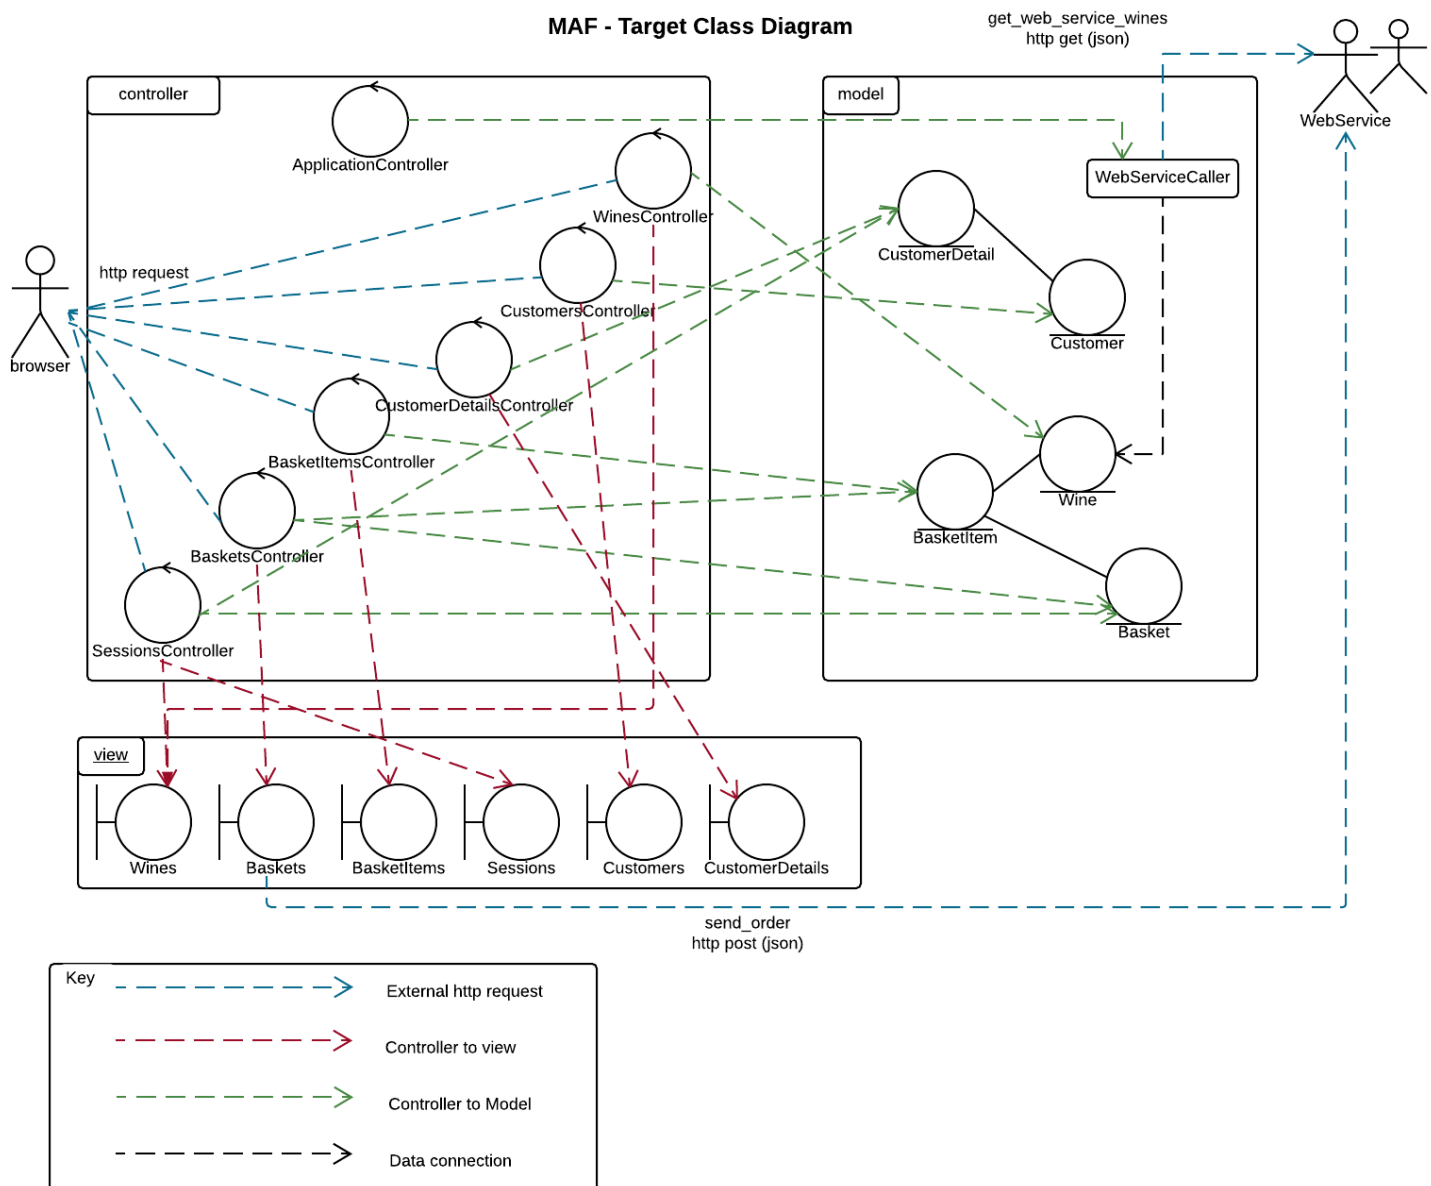 MAF - Target Class Diagram
get_web_service_wines
http get (json)
controller
model
WebService
ApplicationController
WebServiceCaller
WinesController
CustomerDetail
http request
CustomersController
Customer
browser
CustomerDetailsController
BasketItemsController
Wine
BasketItem
BasketsController
Basket
SessionsController
view
Wines
Baskets
BasketItems
Sessions
Customers
CustomerDetails
send_order
http post (json)
Key
External http request
Controller to view
Controller to Model
Data connection